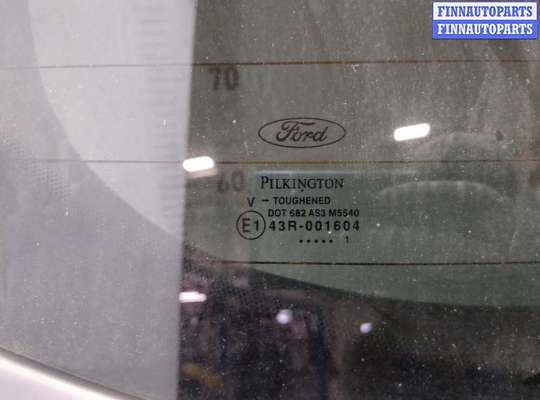 FINNAUTOPARTS
FINNAUTOPARTS
70
Ford
60
PILKINGTON
V - TOUGHENED
DOT 682 AS3 M5540
E1 43R-001604
..... 1